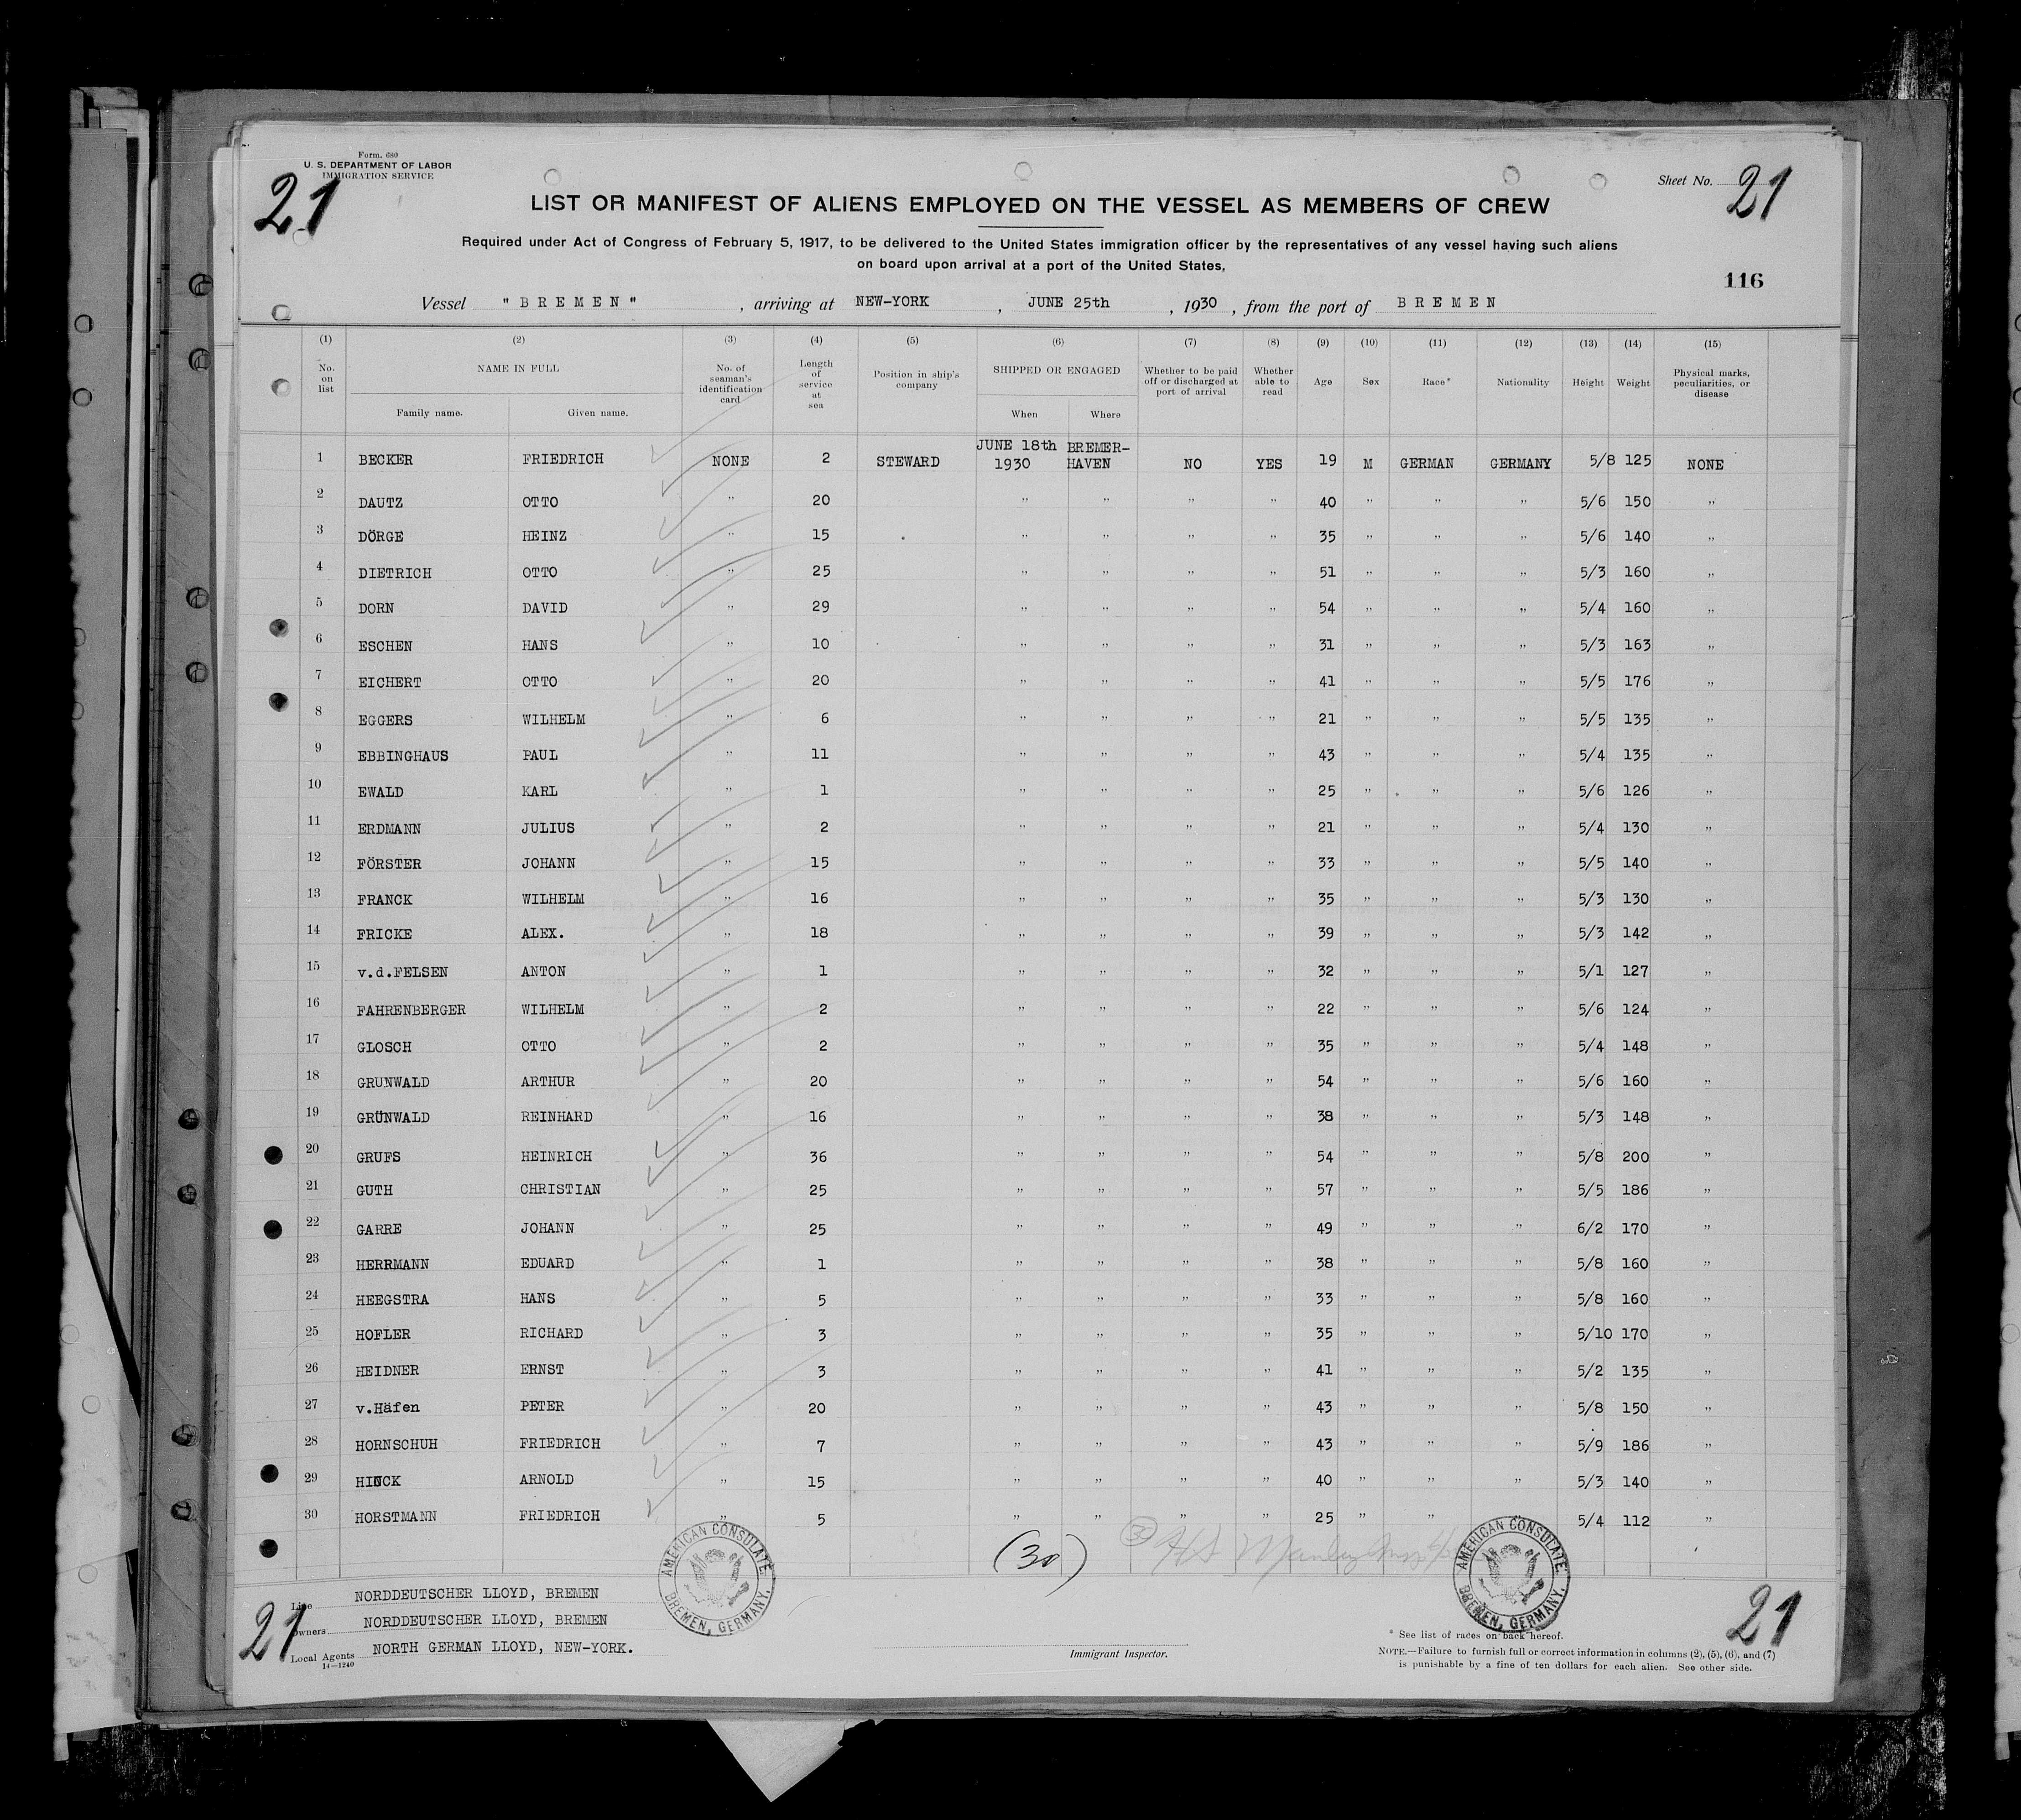 Form. 680
U. S. DEPARTMENT OF LABOR
IMMIGRATION SERVICE
21
Sheet No. 21
LIST OR MANIFEST OF ALIENS EMPLOYED ON THE VESSEL AS MEMBERS OF CREW
Required under Act of Congress of February 5, 1917, to be delivered to the United States immigration officer by the representatives of any vessel having such aliens
on board upon arrival at a port of the United States,
116
Vessel " B R E M E N " , arriving at NEW-YORK , JUNE 25th , 1930 , from the port of B R E M E N
(1) (2) (3) (4) (5) (6) (7) (8) (9) (10) (11) (12) (13) (14) (15)
No. on list NAME IN FULL Family name. Given name. No. of seaman's identification card Length of service at sea Position in ship's company SHIPPED OR ENGAGED When Where Whether to be paid off or discharged at port of arrival Whether able to read Age Sex Race* Nationality Height Weight Physical marks, peculiarities, or disease
1 BECKER FRIEDRICH NONE 2 STEWARD JUNE 18th 1930 BREMER-HAVEN NO YES 19 M GERMAN GERMANY 5/8 125 NONE
2 DAUTZ OTTO " 20 " " " " 40 " " " 5/6 150 "
3 DÖRGE HEINZ " 15 " " " " 35 " " " 5/6 140 "
4 DIETRICH OTTO " 25 " " " " 51 " " " 5/3 160 "
5 DORN DAVID " 29 " " " " 54 " " " 5/4 160 "
6 ESCHEN HANS " 10 " " " " 31 " " " 5/3 163 "
7 EICHERT OTTO " 20 " " " " 41 " " " 5/5 176 "
8 EGGERS WILHELM " 6 " " " " 21 " " " 5/5 135 "
9 EBBINGHAUS PAUL " 11 " " " " 43 " " " 5/4 135 "
10 EWALD KARL " 1 " " " " 25 " " " 5/6 126 "
11 ERDMANN JULIUS " 2 " " " " 21 " " " 5/4 130 "
12 FÖRSTER JOHANN " 15 " " " " 33 " " " 5/5 140 "
13 FRANCK WILHELM " 16 " " " " 35 " " " 5/3 130 "
14 FRICKE ALEX. " 18 " " " " 39 " " " 5/3 142 "
15 v.d.FELSEN ANTON " 1 " " " " 32 " " " 5/1 127 "
16 FAHRENBERGER WILHELM " 2 " " " " 22 " " " 5/6 124 "
17 GLOSCH OTTO " 2 " " " " 35 " " " 5/4 148 "
18 GRUNWALD ARTHUR " 20 " " " " 54 " " " 5/6 160 "
19 GRÜNWALD REINHARD " 16 " " " " 38 " " " 5/3 148 "
20 GRUFS HEINRICH " 36 " " " " 54 " " " 5/8 200 "
21 GUTH CHRISTIAN " 25 " " " " 57 " " " 5/5 186 "
22 GARRE JOHANN " 25 " " " " 49 " " " 6/2 170 "
23 HERRMANN EDUARD " 1 " " " " 38 " " " 5/8 160 "
24 HEEGSTRA HANS " 5 " " " " 33 " " " 5/8 160 "
25 HOFLER RICHARD " 3 " " " " 35 " " " 5/10 170 "
26 HEIDNER ERNST " 3 " " " " 41 " " " 5/2 135 "
27 v.Häfen PETER " 20 " " " " 43 " " " 5/8 150 "
28 HORNSCHUH FRIEDRICH " 7 " " " " 43 " " " 5/9 186 "
29 HINCK ARNOLD " 15 " " " " 40 " " " 5/3 140 "
30 HORSTMANN FRIEDRICH " 5 " " " " 25 " " 5/4 112 "
(30)
AMERICAN CONSULATE, BREMEN, GERMANY.
AMERICAN CONSULATE, BREMEN, GERMANY.
Line NORDDEUTSCHER LLOYD, BREMEN
Owners NORDDEUTSCHER LLOYD, BREMEN
Local Agents NORTH GERMAN LLOYD, NEW-YORK.
14—1240
21
Immigrant Inspector.
* See list of races on back hereof.
NOTE.—Failure to furnish full or correct information in columns (2), (5), (6), and (7)
is punishable by a fine of ten dollars for each alien. See other side.
21